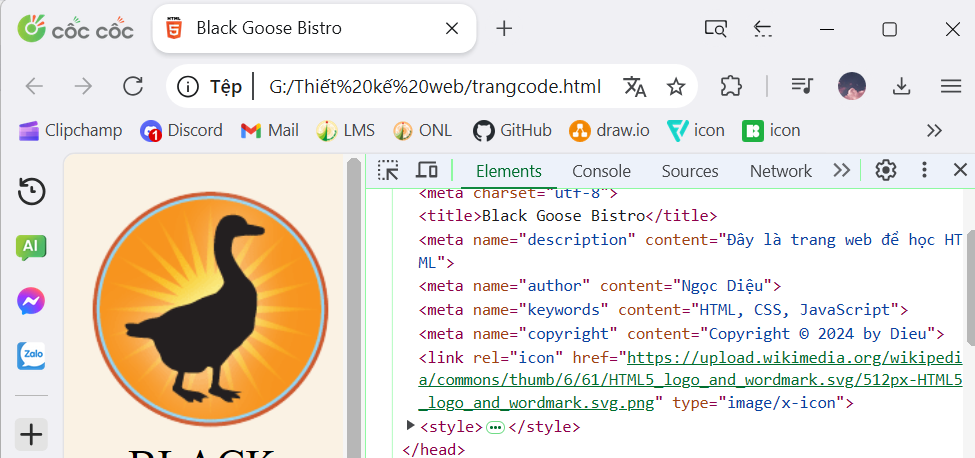 cốc cốc
HTML
5
Black Goose Bistro
Tệp
G:/Thiết%20kế%20web/trangcode.html
Clipchamp
1
Discord
Mail
LMS
ONL
GitHub
draw.io
icon
icon
AI
Zalo
Elements
Console
Sources
Network
<meta charset="utf-8">
<title>Black Goose Bistro</title>
<meta name="description" content="Đây là trang web để học HT
ML">
<meta name="author" content="Ngọc Diệu">
<meta name="keywords" content="HTML, CSS, JavaScript">
<meta name="copyright" content="Copyright © 2024 by Dieu">
<link rel="icon" href="https://upload.wikimedia.org/wikipedi
a/commons/thumb/6/61/HTML5_logo_and_wordmark.svg/512px-HTML5
_logo_and_wordmark.svg.png" type="image/x-icon">
<style>…</style>
</head>
BLACK